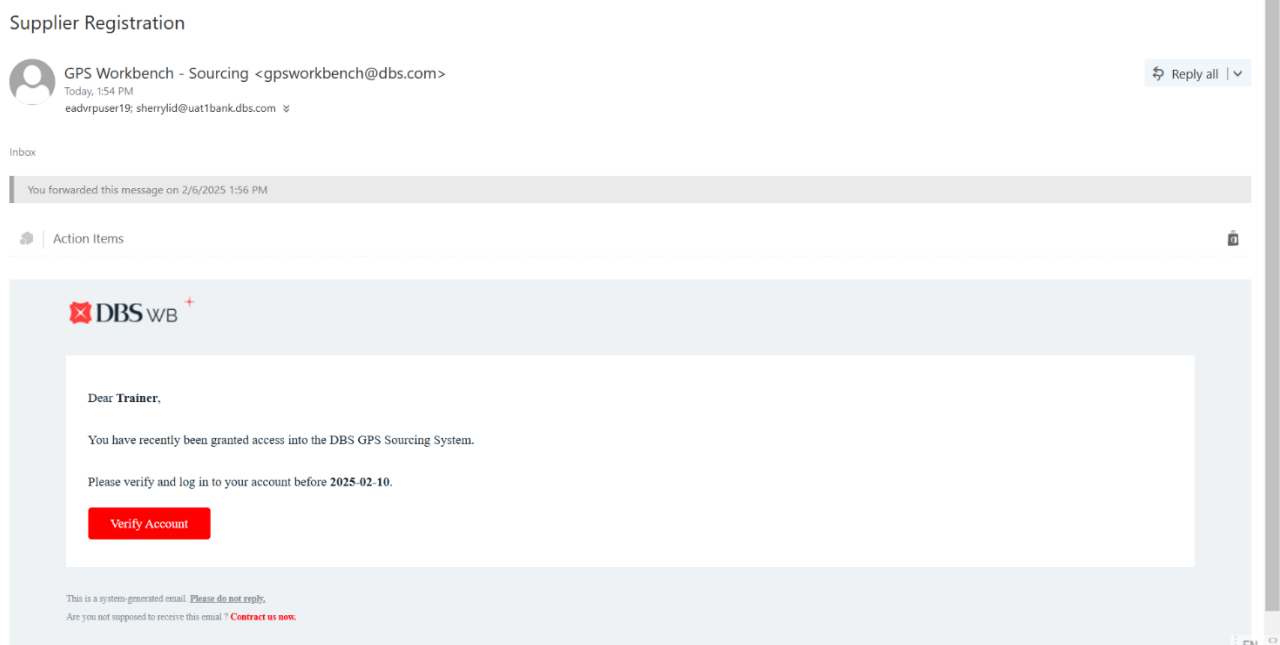 Supplier Registration
GPS Workbench - Sourcing <gpsworkbench@dbs.com>
Reply all
Today, 1:54 PM
eadvrpuser19; sherrylid@uat1bank.dbs.com
Inbox
You forwarded this message on 2/6/2025 1:56 PM
Action Items
DBS WB
Dear Trainer,
You have recently been granted access into the DBS GPS Sourcing System.
Please verify and log in to your account before 2025-02-10.
Verify Account
This is a system-generated email. Please do not reply.
Are you not supposed to receive this emial ? Contract us now.